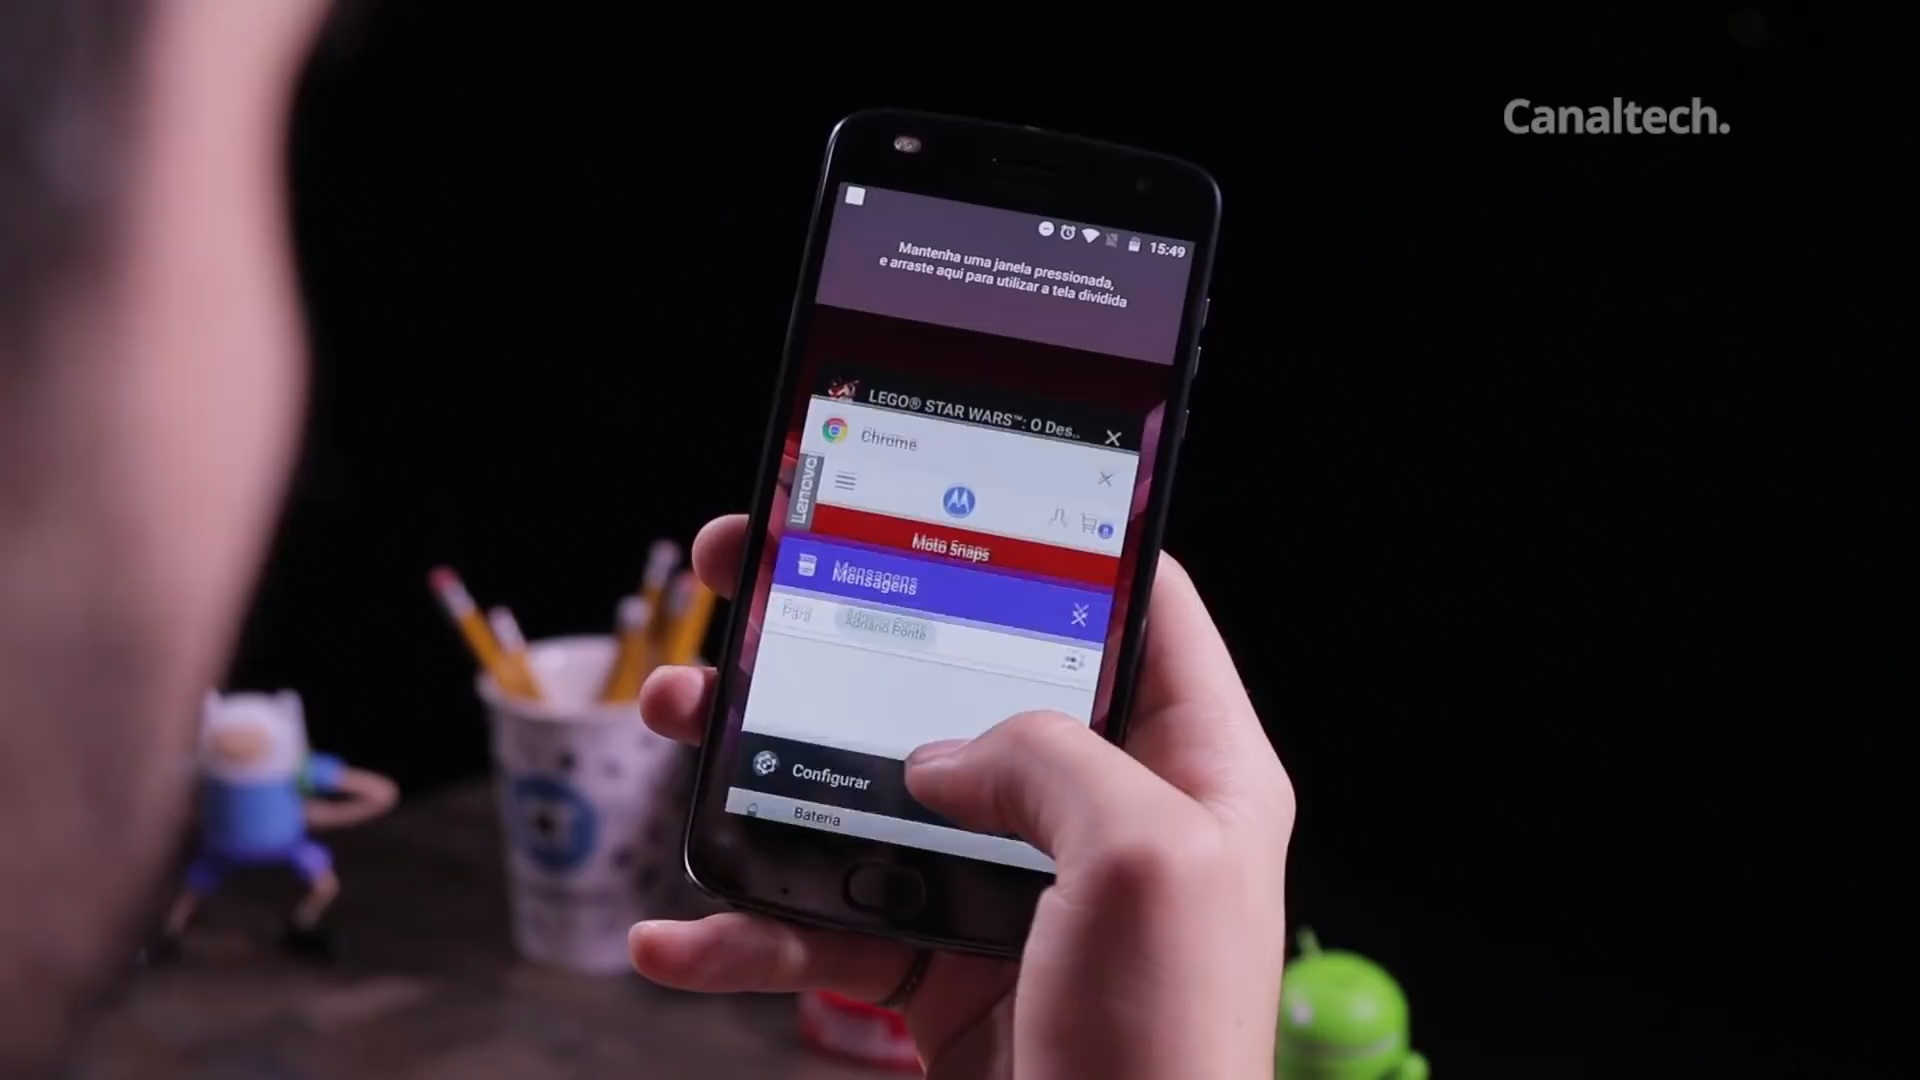 Canaltech.
15:49
Mantenha uma janela pressionada,
e arraste aqui para utilizar a tela dividida
LEGO® STAR WARS™: O Des...
Chrome
Lenovo
Moto Snaps
Mensagens
Para
Adriano Ponte
Configurar
Bateria